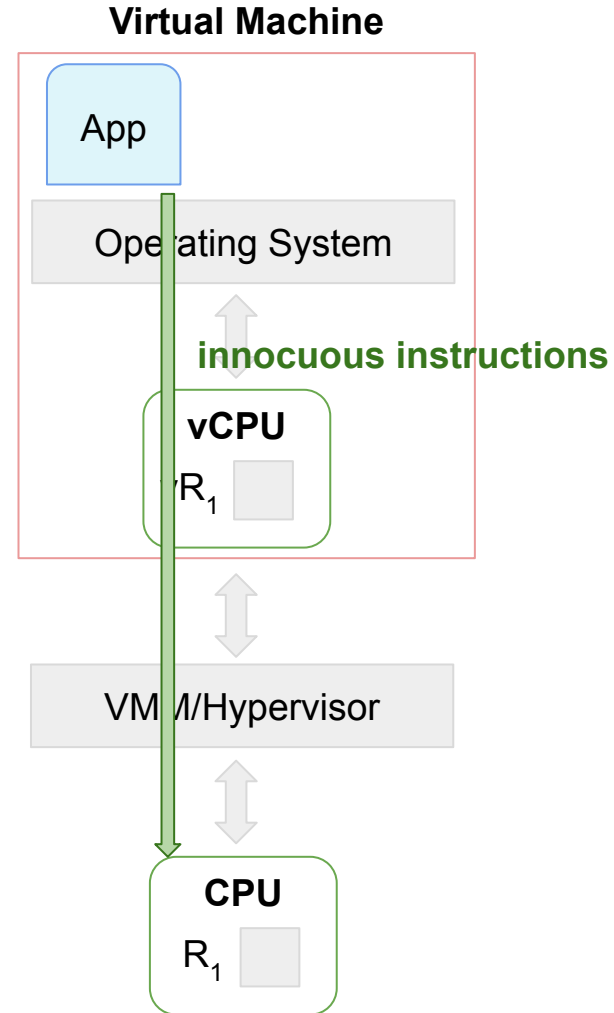 Virtual Machine
App
Operating System
innocuous instructions
vCPU
vR₁
VMM/Hypervisor
CPU
R₁